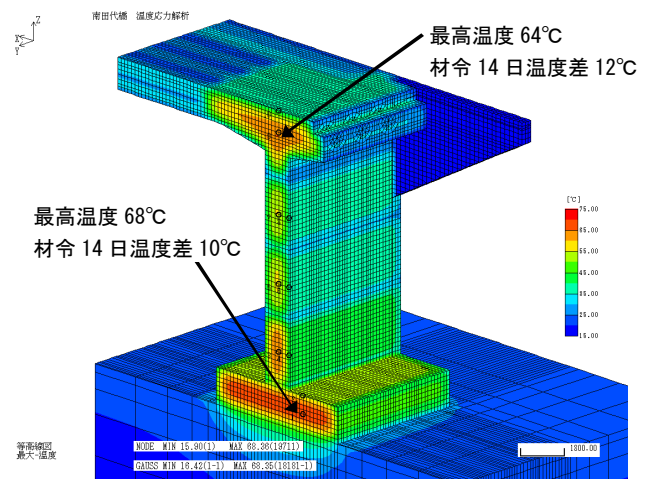 南田代橋 温度応力解析
Z
X
Y
最高温度 64℃
材令 14 日温度差 12℃
最高温度 68℃
材令 14 日温度差 10℃
[℃]
75.00
65.00
55.00
45.00
35.00
25.00
15.00
1800.00
等高線図
最大-温度
NODE MIN 15.90(1) MAX 68.36(19711)
GAUSS MIN 16.42(1-1) MAX 68.35(18181-1)